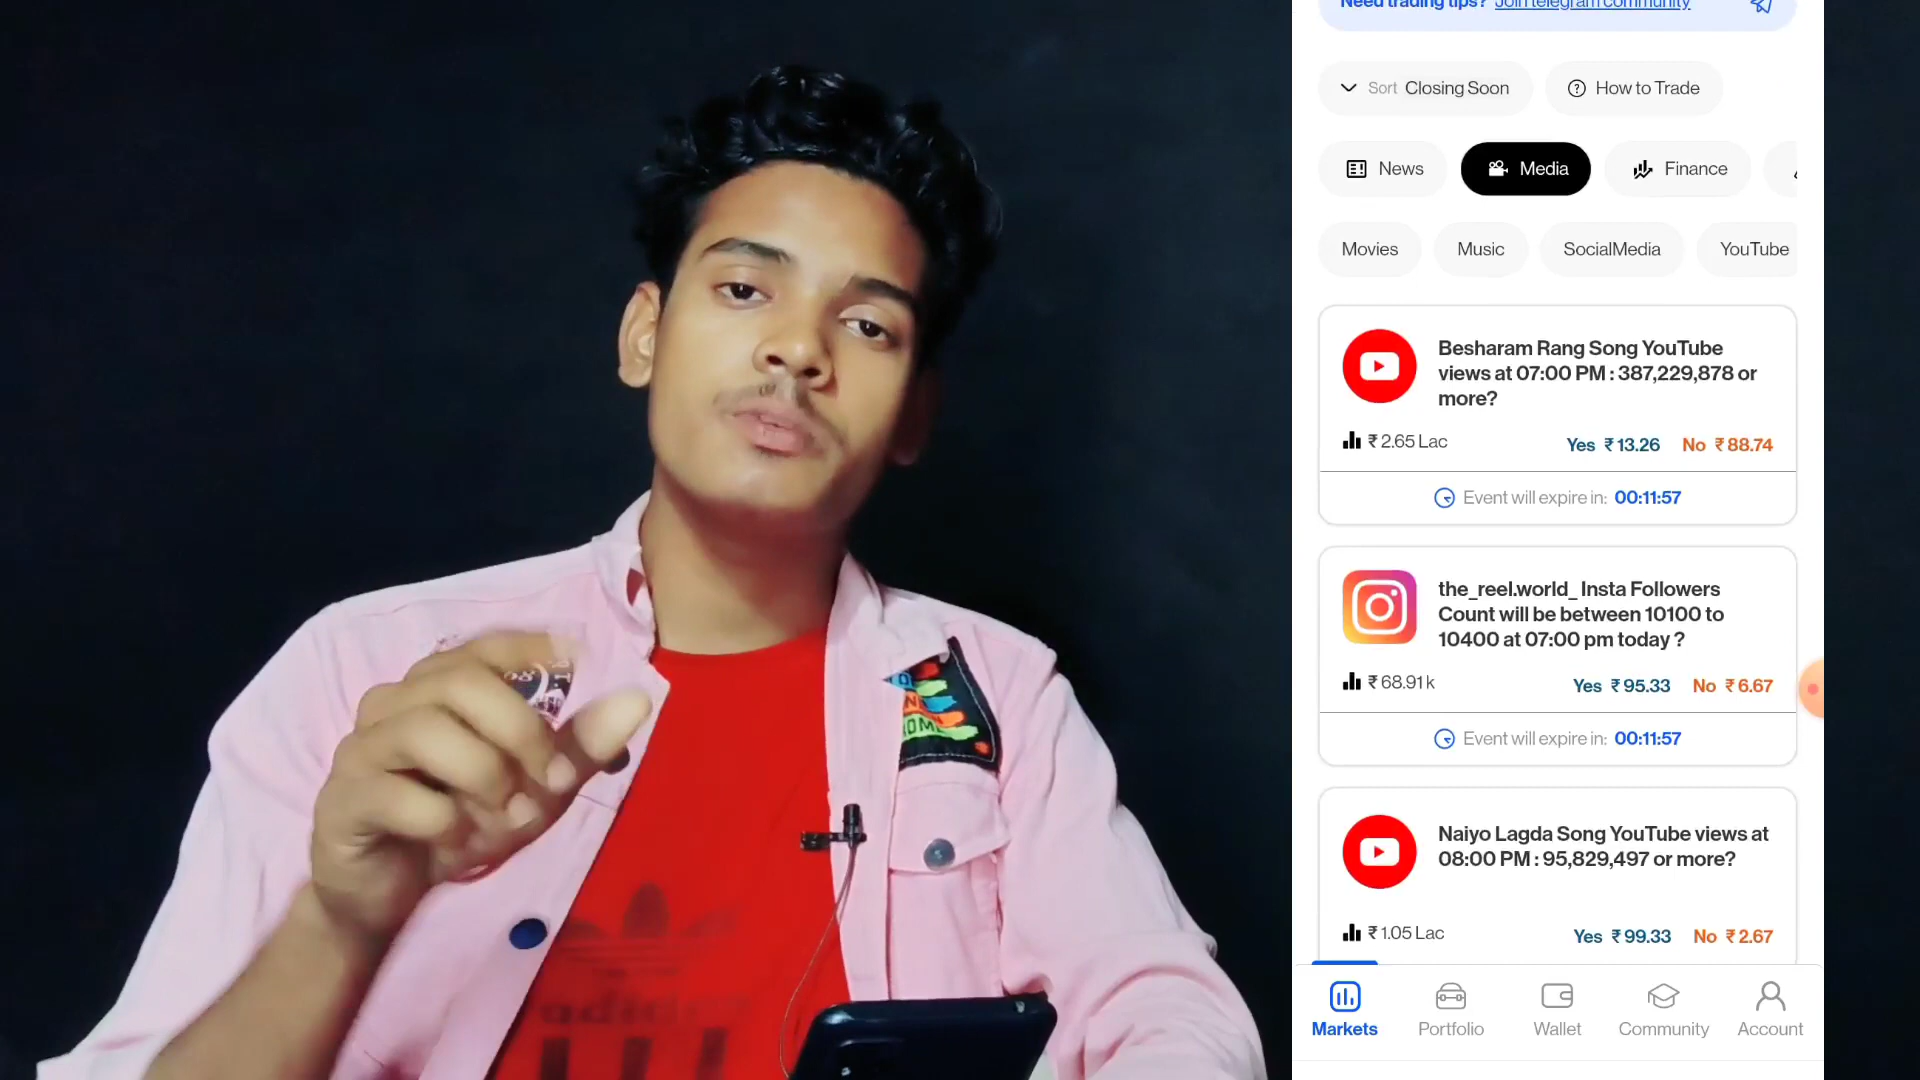 Need trading tips? Join telegram community
Sort Closing Soon
How to Trade
News
Media
Finance
Movies
Music
SocialMedia
YouTube
Besharam Rang Song YouTube
views at 07:00 PM : 387,229,878 or
more?
₹ 2.65 Lac
Yes ₹ 13.26 No ₹ 88.74
Event will expire in: 00:11:57
the_reel.world_ Insta Followers
Count will be between 10100 to
10400 at 07:00 pm today ?
₹ 68.91 k
Yes ₹ 95.33 No ₹ 6.67
Event will expire in: 00:11:57
Naiyo Lagda Song YouTube views at
08:00 PM : 95,829,497 or more?
₹ 1.05 Lac
Yes ₹ 99.33 No ₹ 2.67
Markets
Portfolio
Wallet
Community
Account
adidas